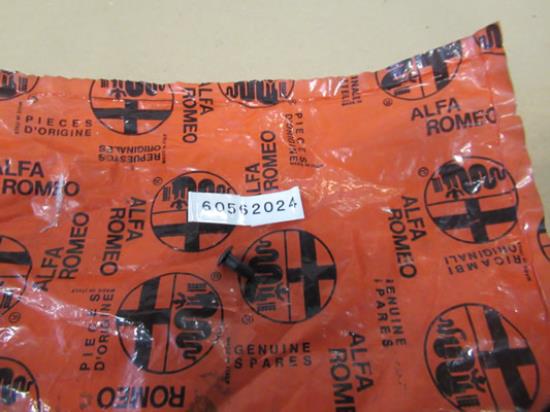 ALFA
ROMEO
PIECES
D'ORIGINE
ALFA
ROMEO
REPUESTOS
ORIGINALES
ALFA
ROMEO
60562024
ALFA
ROMEO
ALFA
ROMEO
ALFA
ROMEO
RICAMBI
ORIGINALI
PIECES
D'ORIGINE
GENUINE
SPARES
GENUINE
SPARES
ALFA
ROMEO
ROMEO